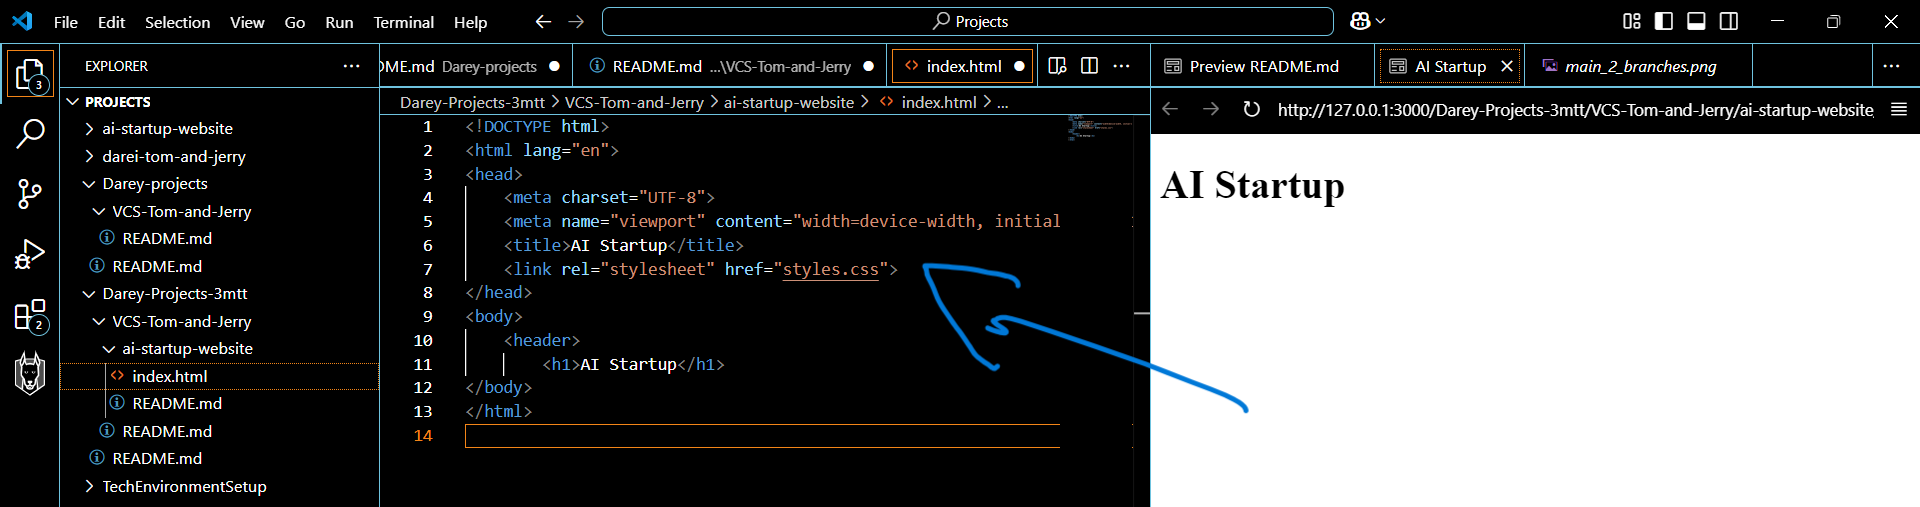 File Edit Selection View Go Run Terminal Help Projects
EXPLORER
DME.md Darey-projects README.md ...\VCS-Tom-and-Jerry index.html Preview README.md AI Startup main_2_branches.png
3
PROJECTS
ai-startup-website
darei-tom-and-jerry
Darey-projects
VCS-Tom-and-Jerry
README.md
README.md
Darey-Projects-3mtt
VCS-Tom-and-Jerry
ai-startup-website
index.html
README.md
README.md
README.md
TechEnvironmentSetup
2
Darey-Projects-3mtt > VCS-Tom-and-Jerry > ai-startup-website > index.html > ...
1 <!DOCTYPE html>
2 <html lang="en">
3 <head>
4 <meta charset="UTF-8">
5 <meta name="viewport" content="width=device-width, initial
6 <title>AI Startup</title>
7 <link rel="stylesheet" href="styles.css">
8 </head>
9 <body>
10 <header>
11 <h1>AI Startup</h1>
12 </body>
13 </html>
14
http://127.0.0.1:3000/Darey-Projects-3mtt/VCS-Tom-and-Jerry/ai-startup-website
AI Startup